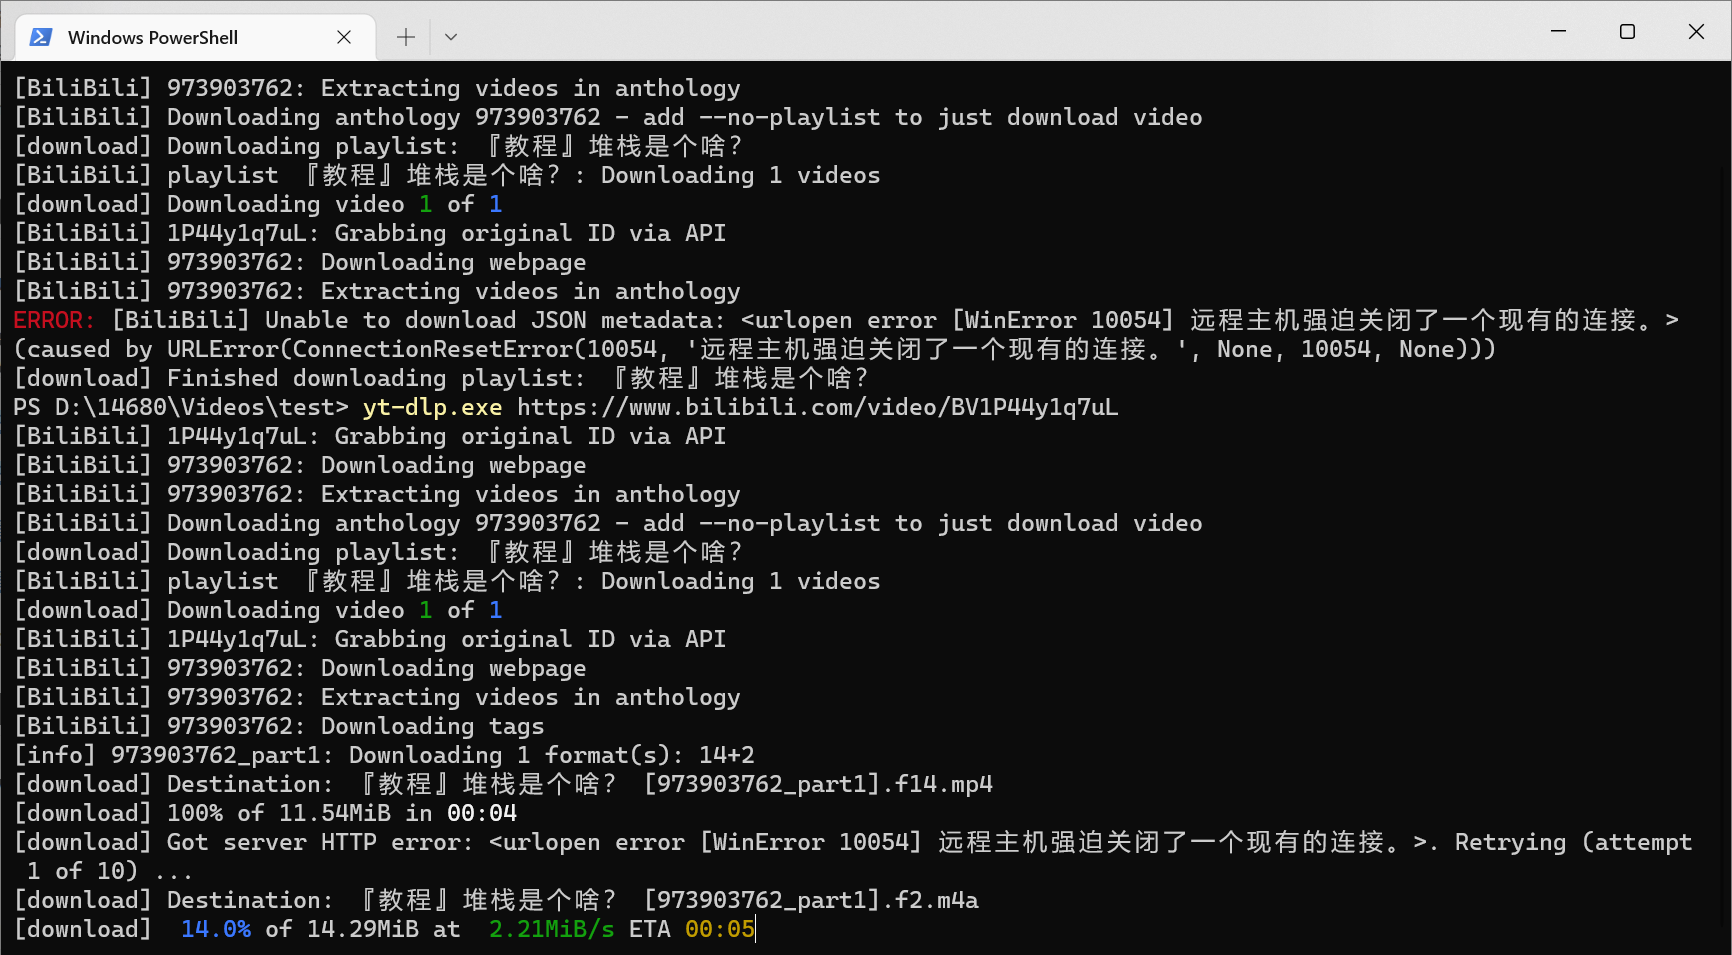 Windows PowerShell
[BiliBili] 973903762: Extracting videos in anthology
[BiliBili] Downloading anthology 973903762 - add --no-playlist to just download video
[download] Downloading playlist: 『教程』堆栈是个啥？
[BiliBili] playlist 『教程』堆栈是个啥？: Downloading 1 videos
[download] Downloading video 1 of 1
[BiliBili] 1P44y1q7uL: Grabbing original ID via API
[BiliBili] 973903762: Downloading webpage
[BiliBili] 973903762: Extracting videos in anthology
ERROR: [BiliBili] Unable to download JSON metadata: <urlopen error [WinError 10054] 远程主机强迫关闭了一个现有的连接。>
(caused by URLError(ConnectionResetError(10054, '远程主机强迫关闭了一个现有的连接。', None, 10054, None)))
[download] Finished downloading playlist: 『教程』堆栈是个啥？
PS D:\14680\Videos\test> yt-dlp.exe https://www.bilibili.com/video/BV1P44y1q7uL
[BiliBili] 1P44y1q7uL: Grabbing original ID via API
[BiliBili] 973903762: Downloading webpage
[BiliBili] 973903762: Extracting videos in anthology
[BiliBili] Downloading anthology 973903762 - add --no-playlist to just download video
[download] Downloading playlist: 『教程』堆栈是个啥？
[BiliBili] playlist 『教程』堆栈是个啥？: Downloading 1 videos
[download] Downloading video 1 of 1
[BiliBili] 1P44y1q7uL: Grabbing original ID via API
[BiliBili] 973903762: Downloading webpage
[BiliBili] 973903762: Extracting videos in anthology
[BiliBili] 973903762: Downloading tags
[info] 973903762_part1: Downloading 1 format(s): 14+2
[download] Destination: 『教程』堆栈是个啥？ [973903762_part1].f14.mp4
[download] 100% of 11.54MiB in 00:04
[download] Got server HTTP error: <urlopen error [WinError 10054] 远程主机强迫关闭了一个现有的连接。>. Retrying (attempt
1 of 10) ...
[download] Destination: 『教程』堆栈是个啥？ [973903762_part1].f2.m4a
[download] 14.0% of 14.29MiB at 2.21MiB/s ETA 00:05